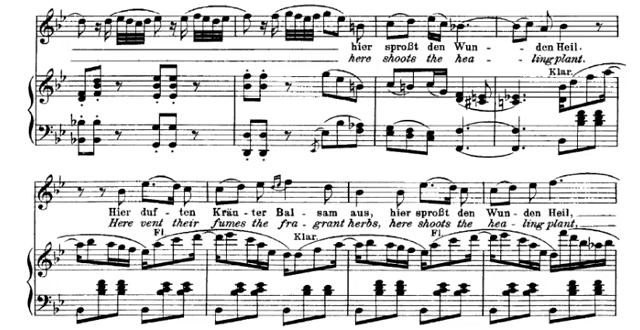 hier sproßt den Wun - - den Heil.
here shoots the hea - - ling plant.
Klar.
Hier duf - ten Kräu - ter Bal - sam aus, hier sproßt den Wun - den Heil,
Here vent their fumes the fra - grant herbs, here shoots the hea - ling plant,
Fl. Klar. Fl.